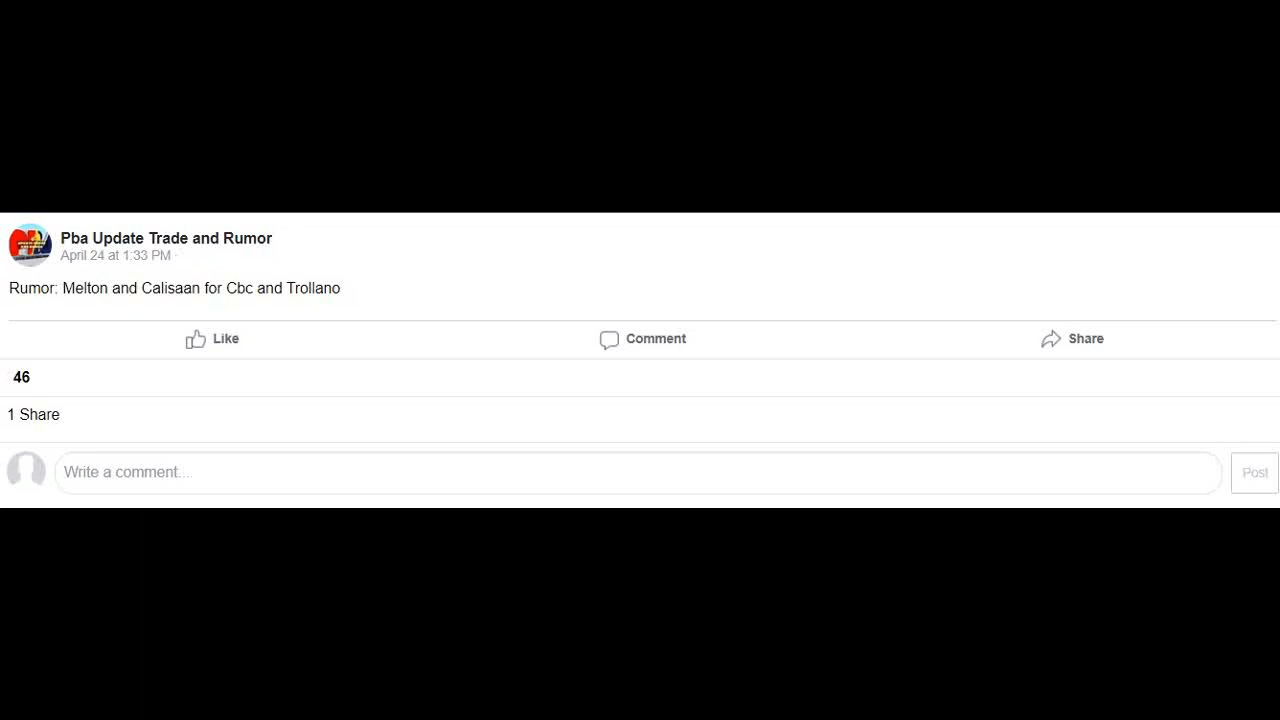 Pba Update Trade and Rumor
April 24 at 1:33 PM ·
Rumor: Melton and Calisaan for Cbc and Trollano
Like
Comment
Share
46
1 Share
Write a comment...
Post